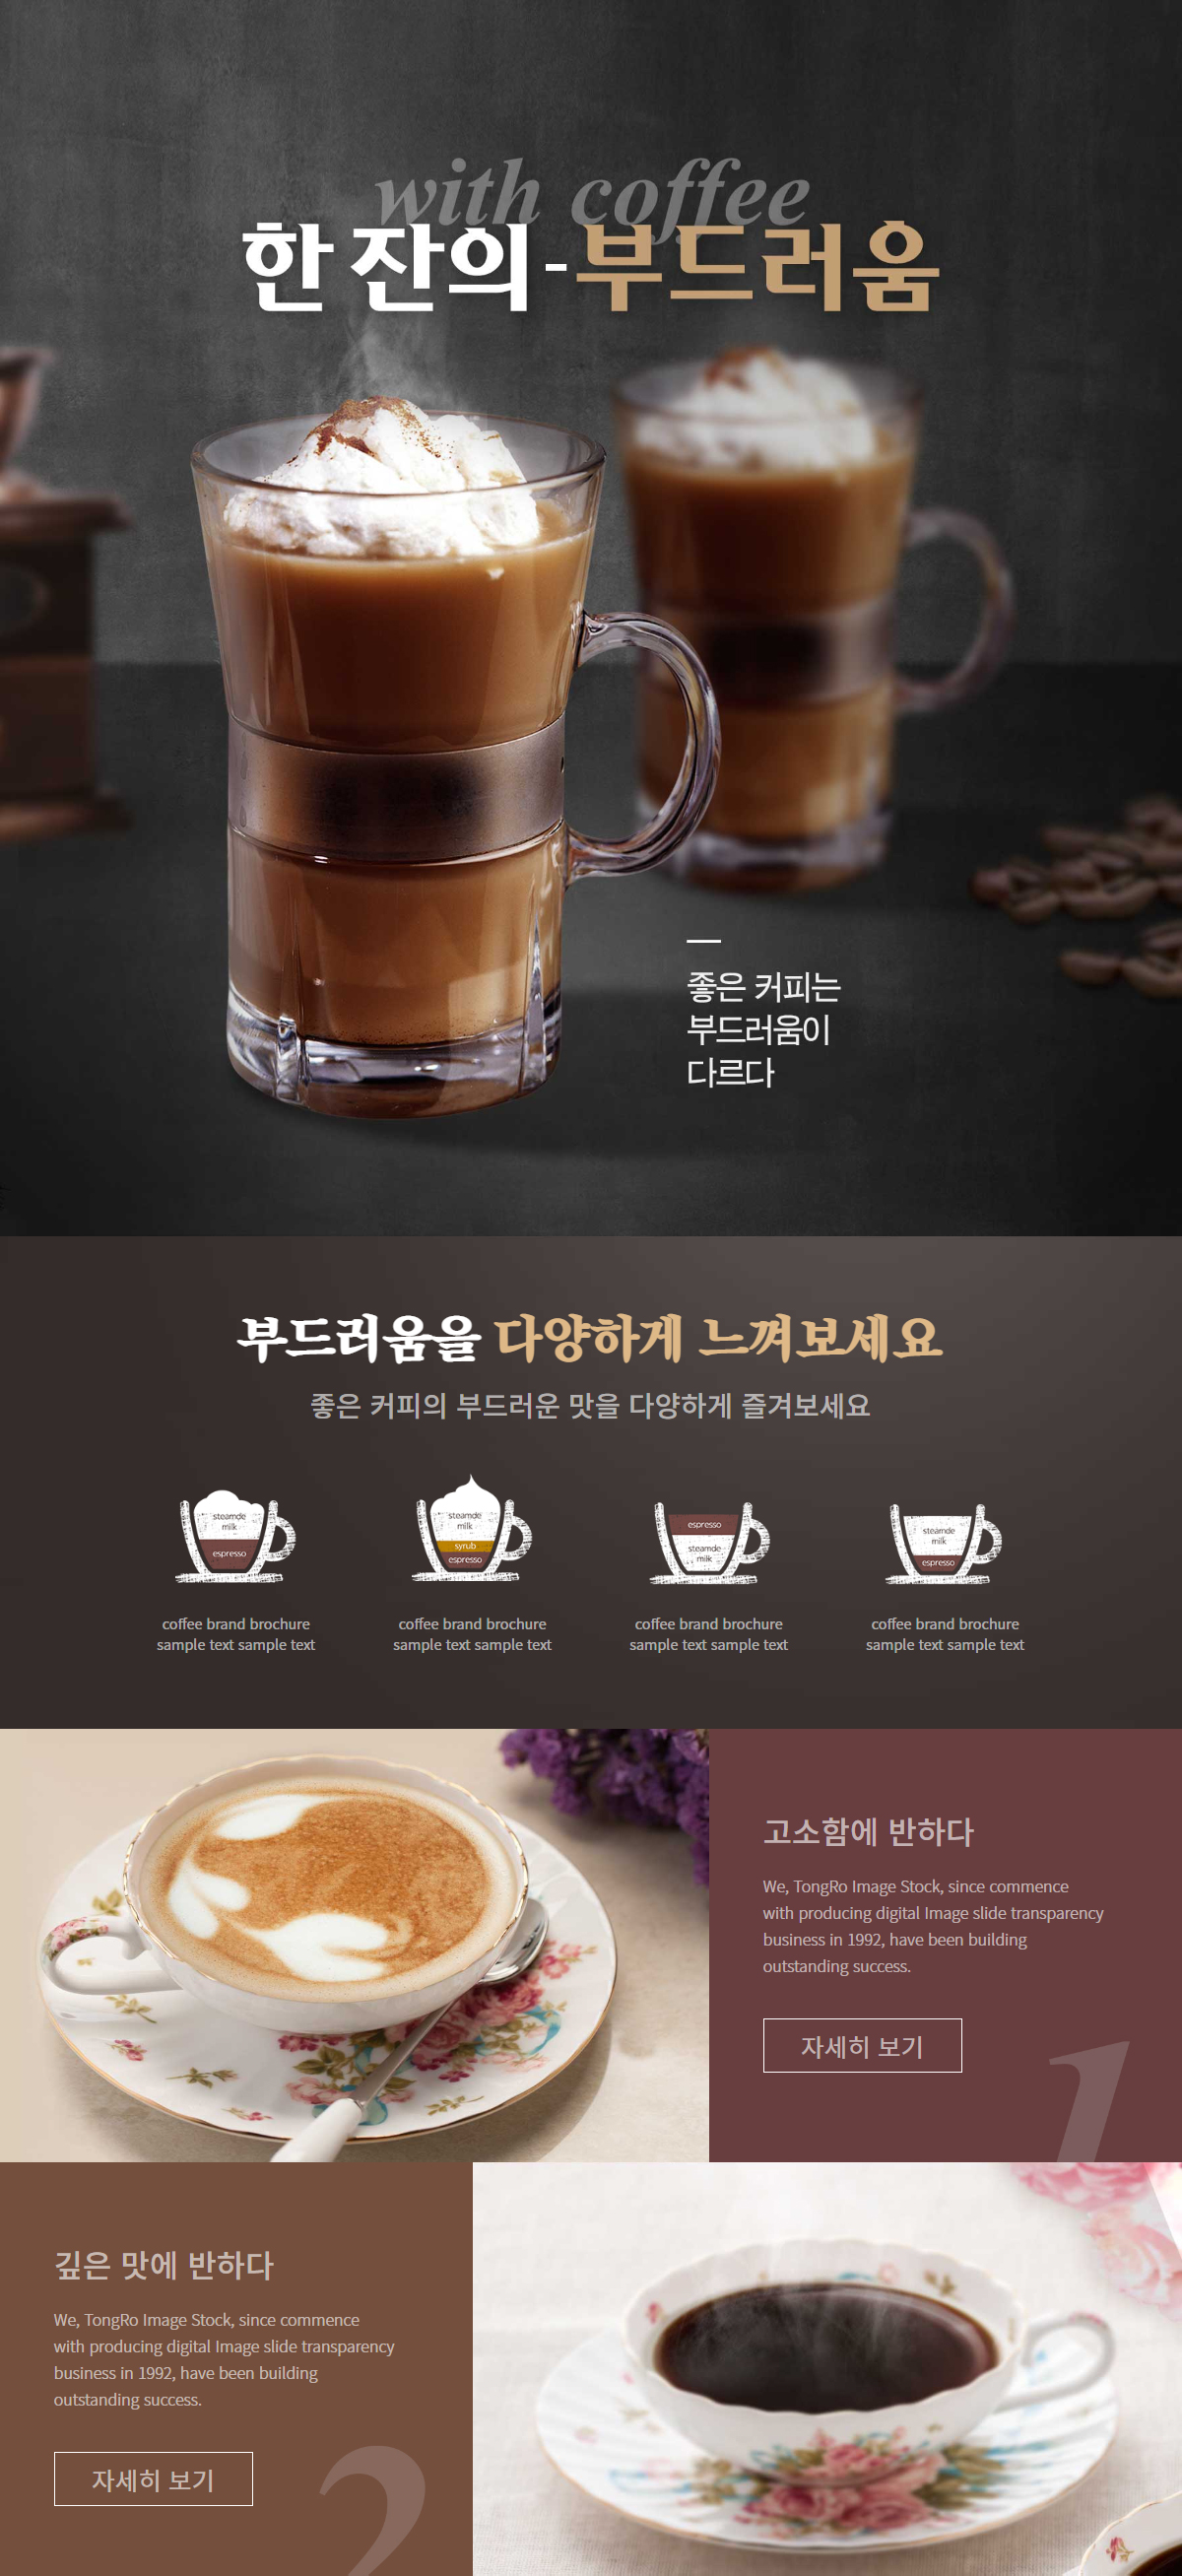 with coffee
한 잔의-부드러움
좋은 커피는
부드러움이
다르다
부드러움을 다양하게 느껴보세요
좋은 커피의 부드러운 맛을 다양하게 즐겨보세요
steamde
milk
espresso
steamde
milk
syrub
espresso
espresso
steamde
milk
steamde
milk
espresso
coffee brand brochure
sample text sample text
coffee brand brochure
sample text sample text
coffee brand brochure
sample text sample text
coffee brand brochure
sample text sample text
고소함에 반하다
We, TongRo Image Stock, since commence
with producing digital Image slide transparency
business in 1992, have been building
outstanding success.
자세히 보기
1
깊은 맛에 반하다
We, TongRo Image Stock, since commence
with producing digital Image slide transparency
business in 1992, have been building
outstanding success.
자세히 보기
2